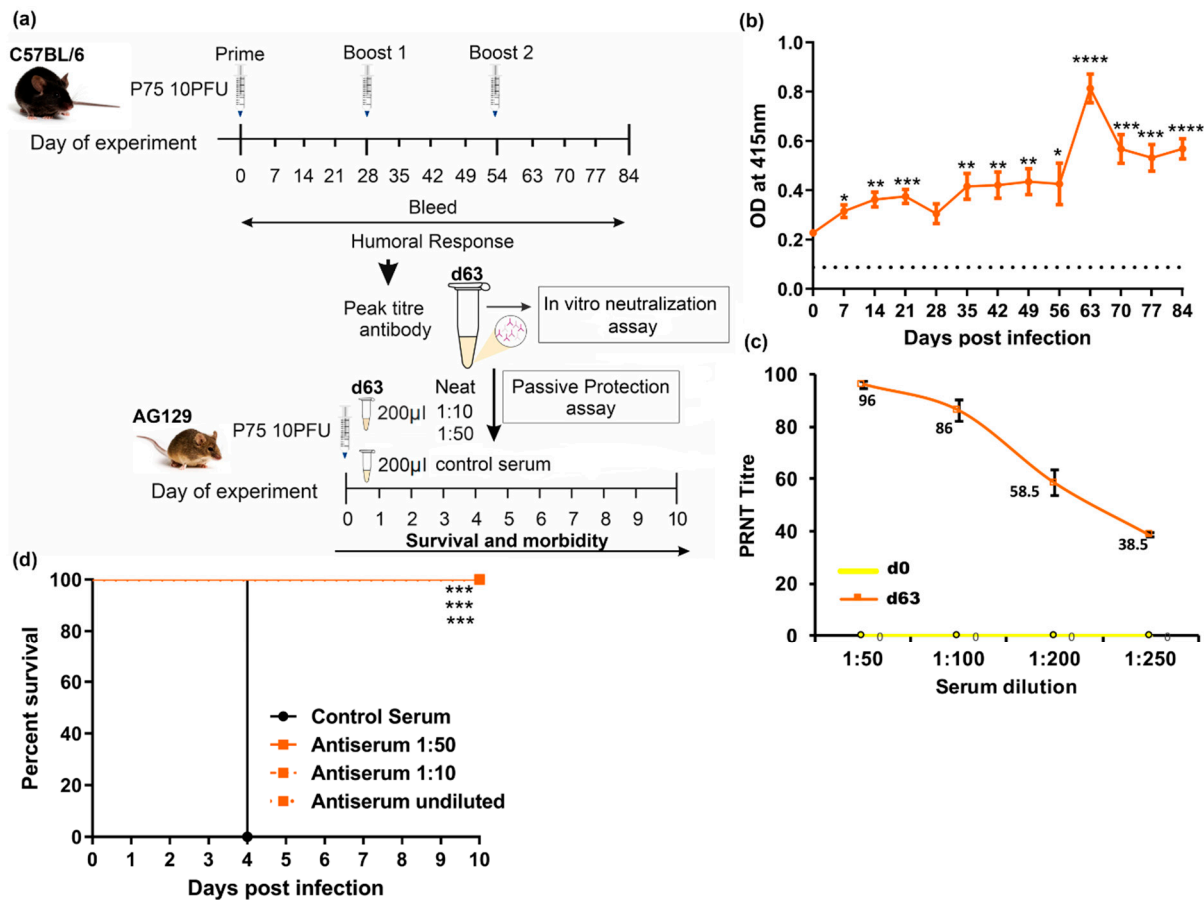 (a)
C57BL/6
Prime Boost 1 Boost 2
P75 10PFU
Day of experiment
0 7 14 21 28 35 42 49 54 63 70 77 84
Bleed
Humoral Response
d63
Peak titre
antibody
In vitro neutralization
assay
Passive Protection
assay
AG129
P75 10PFU
d63
200µl
Neat
1:10
1:50
200µl control serum
Day of experiment
0 1 2 3 4 5 6 7 8 9 10
Survival and morbidity
(b)
OD at 415nm
1.0
0.8
0.6
0.4
0.2
0.0
* ** *** ** ** ** * **** *** *** ****
0 7 14 21 28 35 42 49 56 63 70 77 84
Days post infection
(c)
PRNT Titre
100
80
60
40
20
0
96
86
58.5
38.5
d0
d63
0 0 0 0
1:50 1:100 1:200 1:250
Serum dilution
(d)
Percent survival
100
80
60
40
20
0
***
***
***
Control Serum
Antiserum 1:50
Antiserum 1:10
Antiserum undiluted
0 1 2 3 4 5 6 7 8 9 10
Days post infection